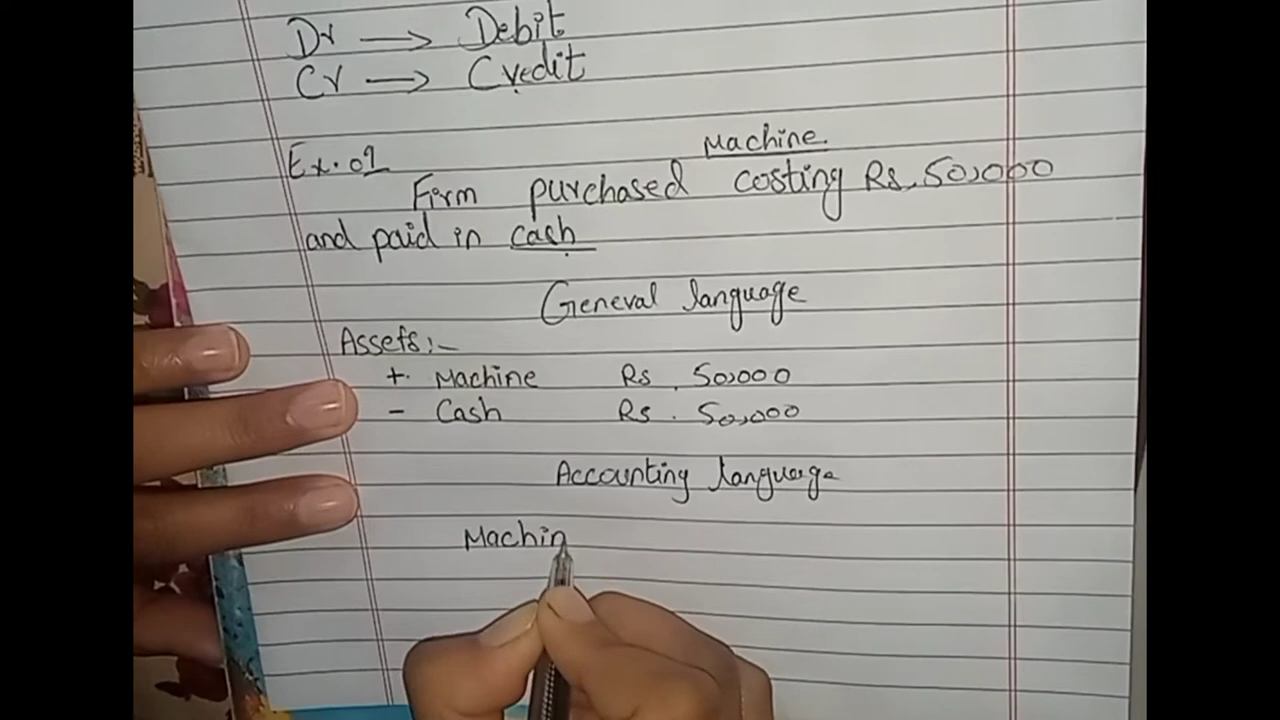 Dr → Debit
Cr → Credit
Ex. 01
Machine.
Firm purchased costing Rs. 50,000
and paid in cash
General language
Assets:-
+ Machine Rs. 50,000
- Cash Rs. 50,000
Accounting language
Machin